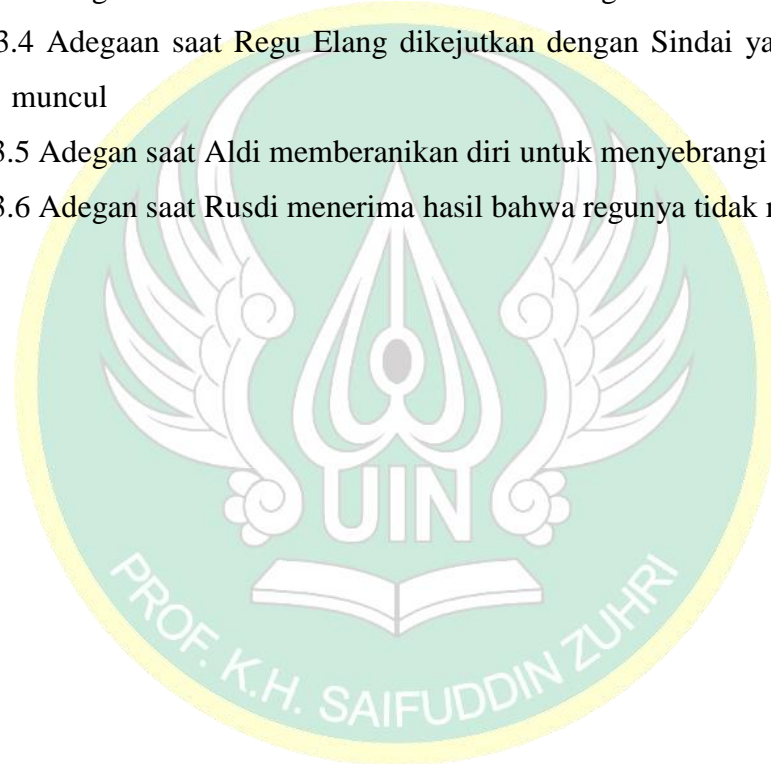 3.4 Adegaan saat Regu Elang dikejutkan dengan Sindai ya
muncul
3.5 Adegan saat Aldi memberanikan diri untuk menyebrangi
3.6 Adegan saat Rusdi menerima hasil bahwa regunya tidak
UIN
PROF. K.H. SAIFUDDIN ZUHRI